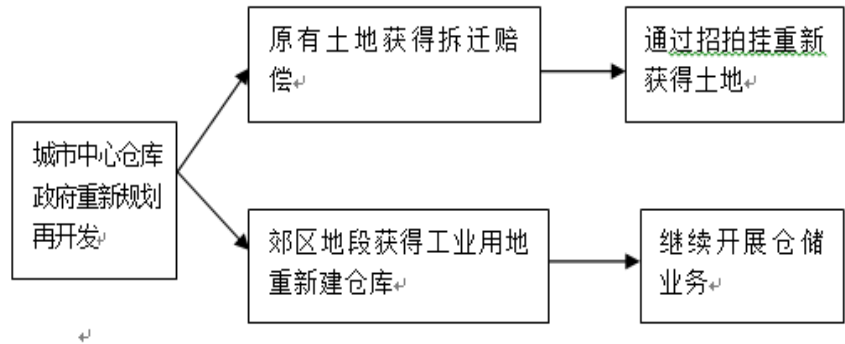 原有土地获得拆迁赔
偿
通过招拍挂重新
获得土地
城市中心仓库
政府重新规划
再开发
郊区地段获得工业用地
重新建仓库
继续开展仓储
业务